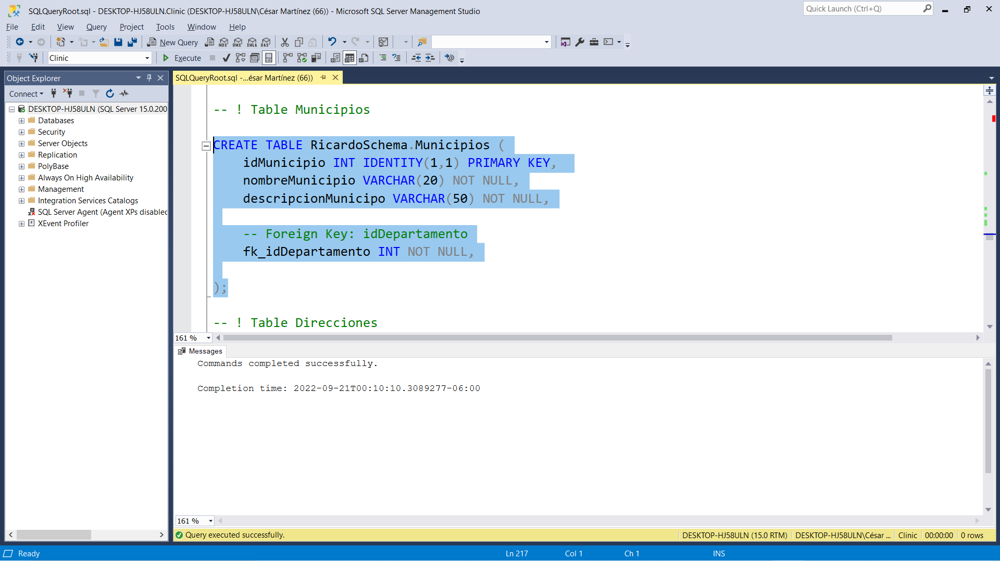 SQLQueryRoot.sql - DESKTOP-HJ58ULN.Clinic (DESKTOP-HJ58ULN\César Martínez (66)) - Microsoft SQL Server Management Studio
Quick Launch (Ctrl+Q)
File Edit View Query Project Tools Window Help
New Query MDX DMX XMLA DAX
Clinic Execute
Object Explorer
SQLQueryRoot.sql -...ésar Martínez (66))
Connect
DESKTOP-HJ58ULN (SQL Server 15.0.200
Databases
Security
Server Objects
Replication
PolyBase
Always On High Availability
Management
Integration Services Catalogs
SQL Server Agent (Agent XPs disabled
XEvent Profiler
-- ! Table Municipios
CREATE TABLE RicardoSchema.Municipios (
idMunicipio INT IDENTITY(1,1) PRIMARY KEY,
nombreMunicipio VARCHAR(20) NOT NULL,
descripcionMunicipo VARCHAR(50) NOT NULL,
-- Foreign Key: idDepartamento
fk_idDepartamento INT NOT NULL,
);
-- ! Table Direcciones
161 %
Messages
Commands completed successfully.
Completion time: 2022-09-21T00:10:10.3089277-06:00
161 %
Query executed successfully.
DESKTOP-HJ58ULN (15.0 RTM) DESKTOP-HJ58ULN\César ... Clinic 00:00:00 0 rows
Ready Ln 217 Col 1 Ch 1 INS